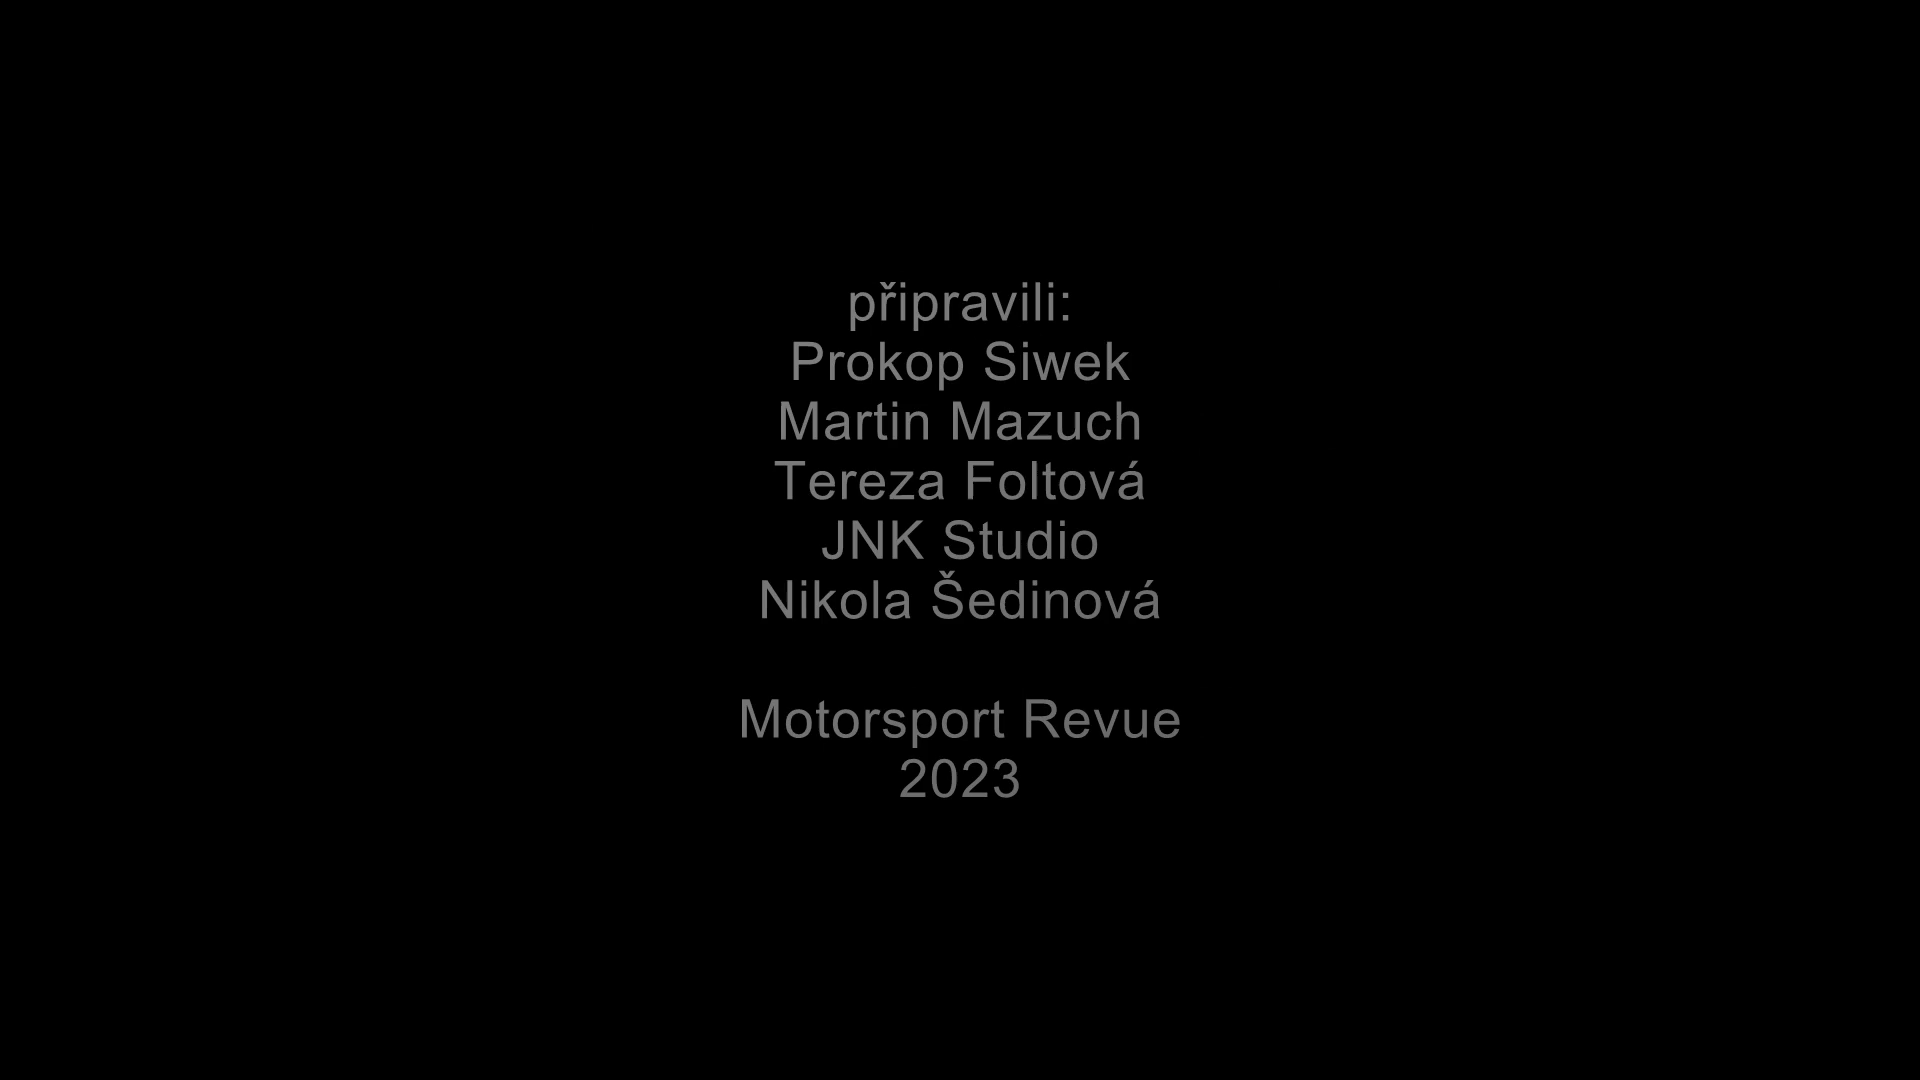 připravili:
Prokop Siwek
Martin Mazuch
Tereza Foltová
JNK Studio
Nikola Šedinová
Motorsport Revue
2023